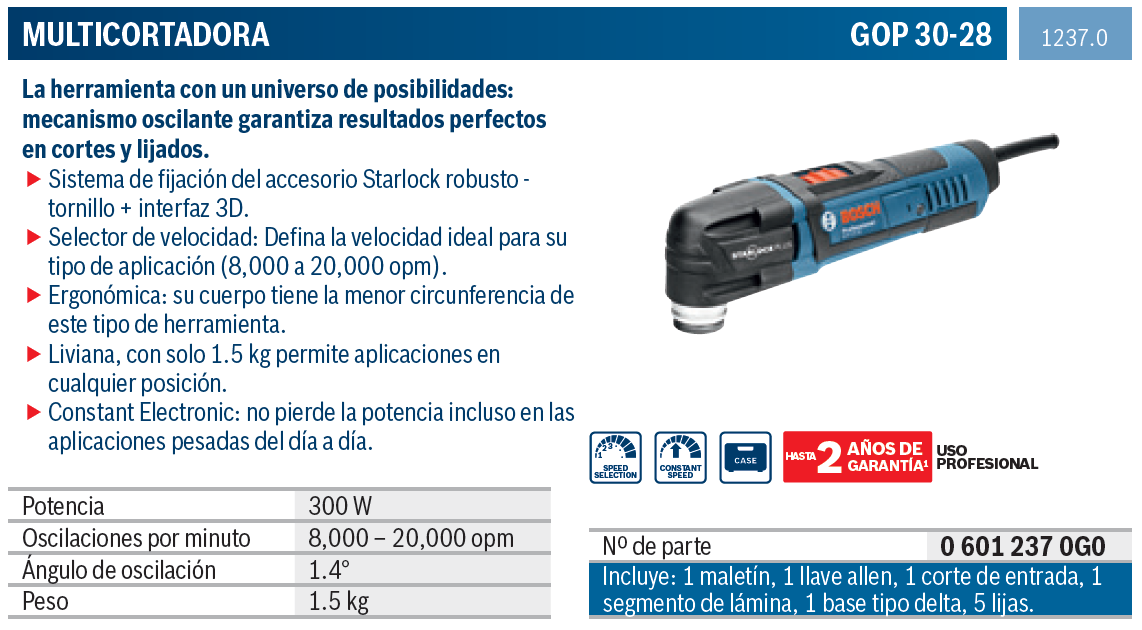 MULTICORTADORA
GOP 30-28
1237.0
La herramienta con un universo de posibilidades:
mecanismo oscilante garantiza resultados perfectos
en cortes y lijados.
Sistema de fijación del accesorio Starlock robusto -
tornillo + interfaz 3D.
Selector de velocidad: Defina la velocidad ideal para su
tipo de aplicación (8,000 a 20,000 opm).
Ergonómica: su cuerpo tiene la menor circunferencia de
este tipo de herramienta.
Liviana, con solo 1.5 kg permite aplicaciones en
cualquier posición.
Constant Electronic: no pierde la potencia incluso en las
aplicaciones pesadas del día a día.
BOSCH
Professional
STARLOCK PLUS
1 2 3
SPEED
SELECTION
CONSTANT
SPEED
CASE
HASTA 2 AÑOS DE
GARANTÍA¹
USO
PROFESIONAL
Potencia 300 W
Oscilaciones por minuto 8,000 – 20,000 opm
Ángulo de oscilación 1.4°
Peso 1.5 kg
Nº de parte 0 601 237 0G0
Incluye: 1 maletín, 1 llave allen, 1 corte de entrada, 1
segmento de lámina, 1 base tipo delta, 5 lijas.